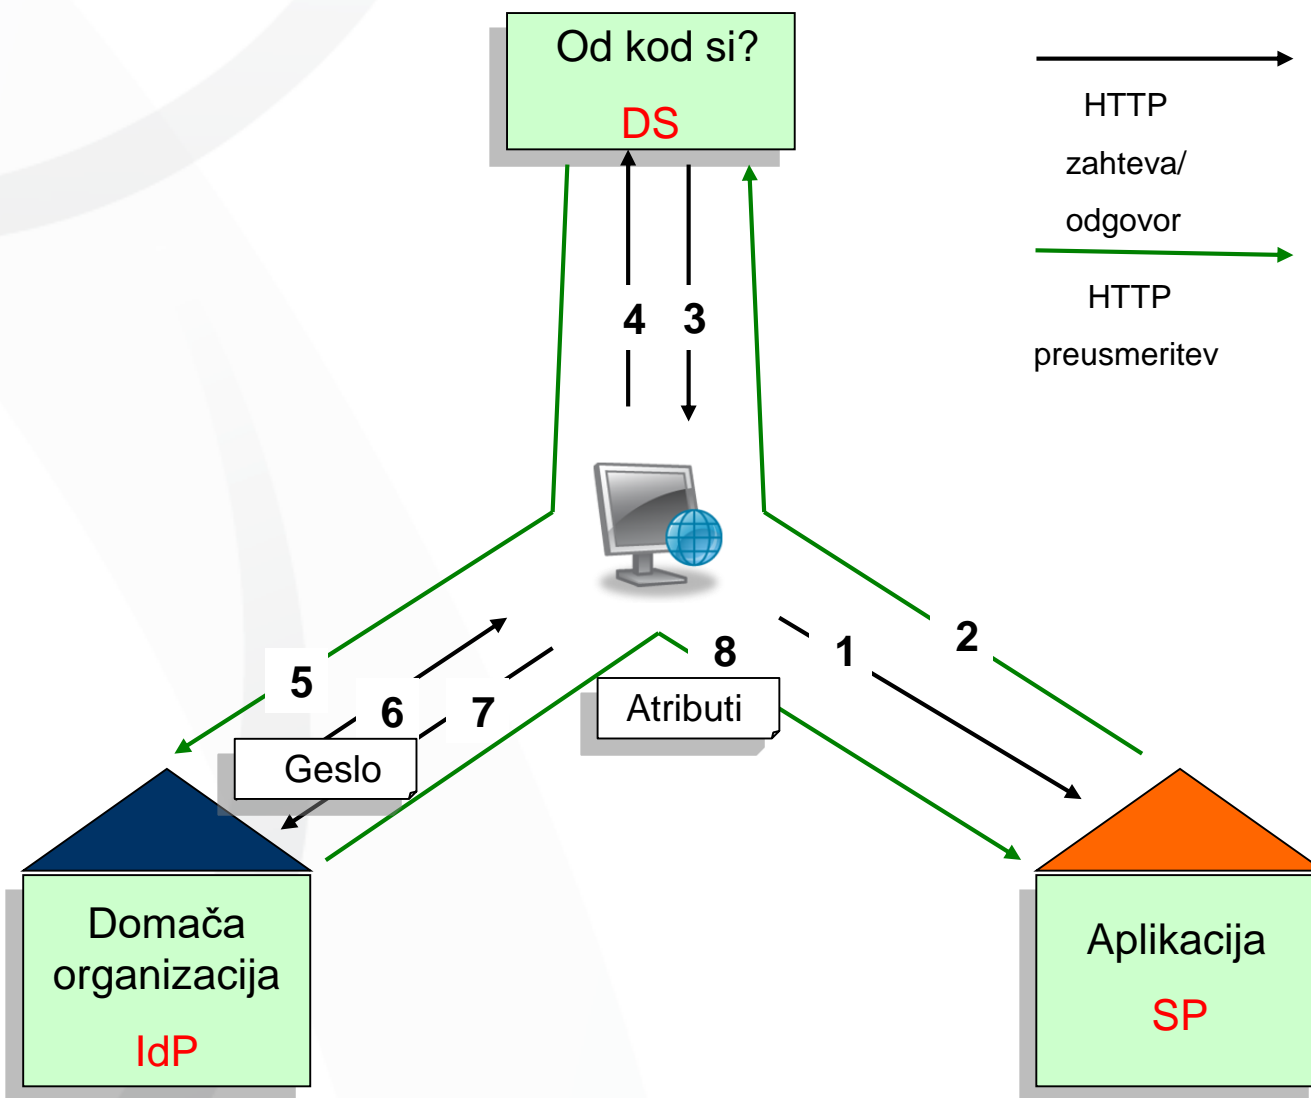 Od kod si?
DS
HTTP
zahteva/
odgovor
HTTP
preusmeritev
4
3
5
6
7
8
1
2
Atributi
Geslo
Domača
organizacija
IdP
Aplikacija
SP